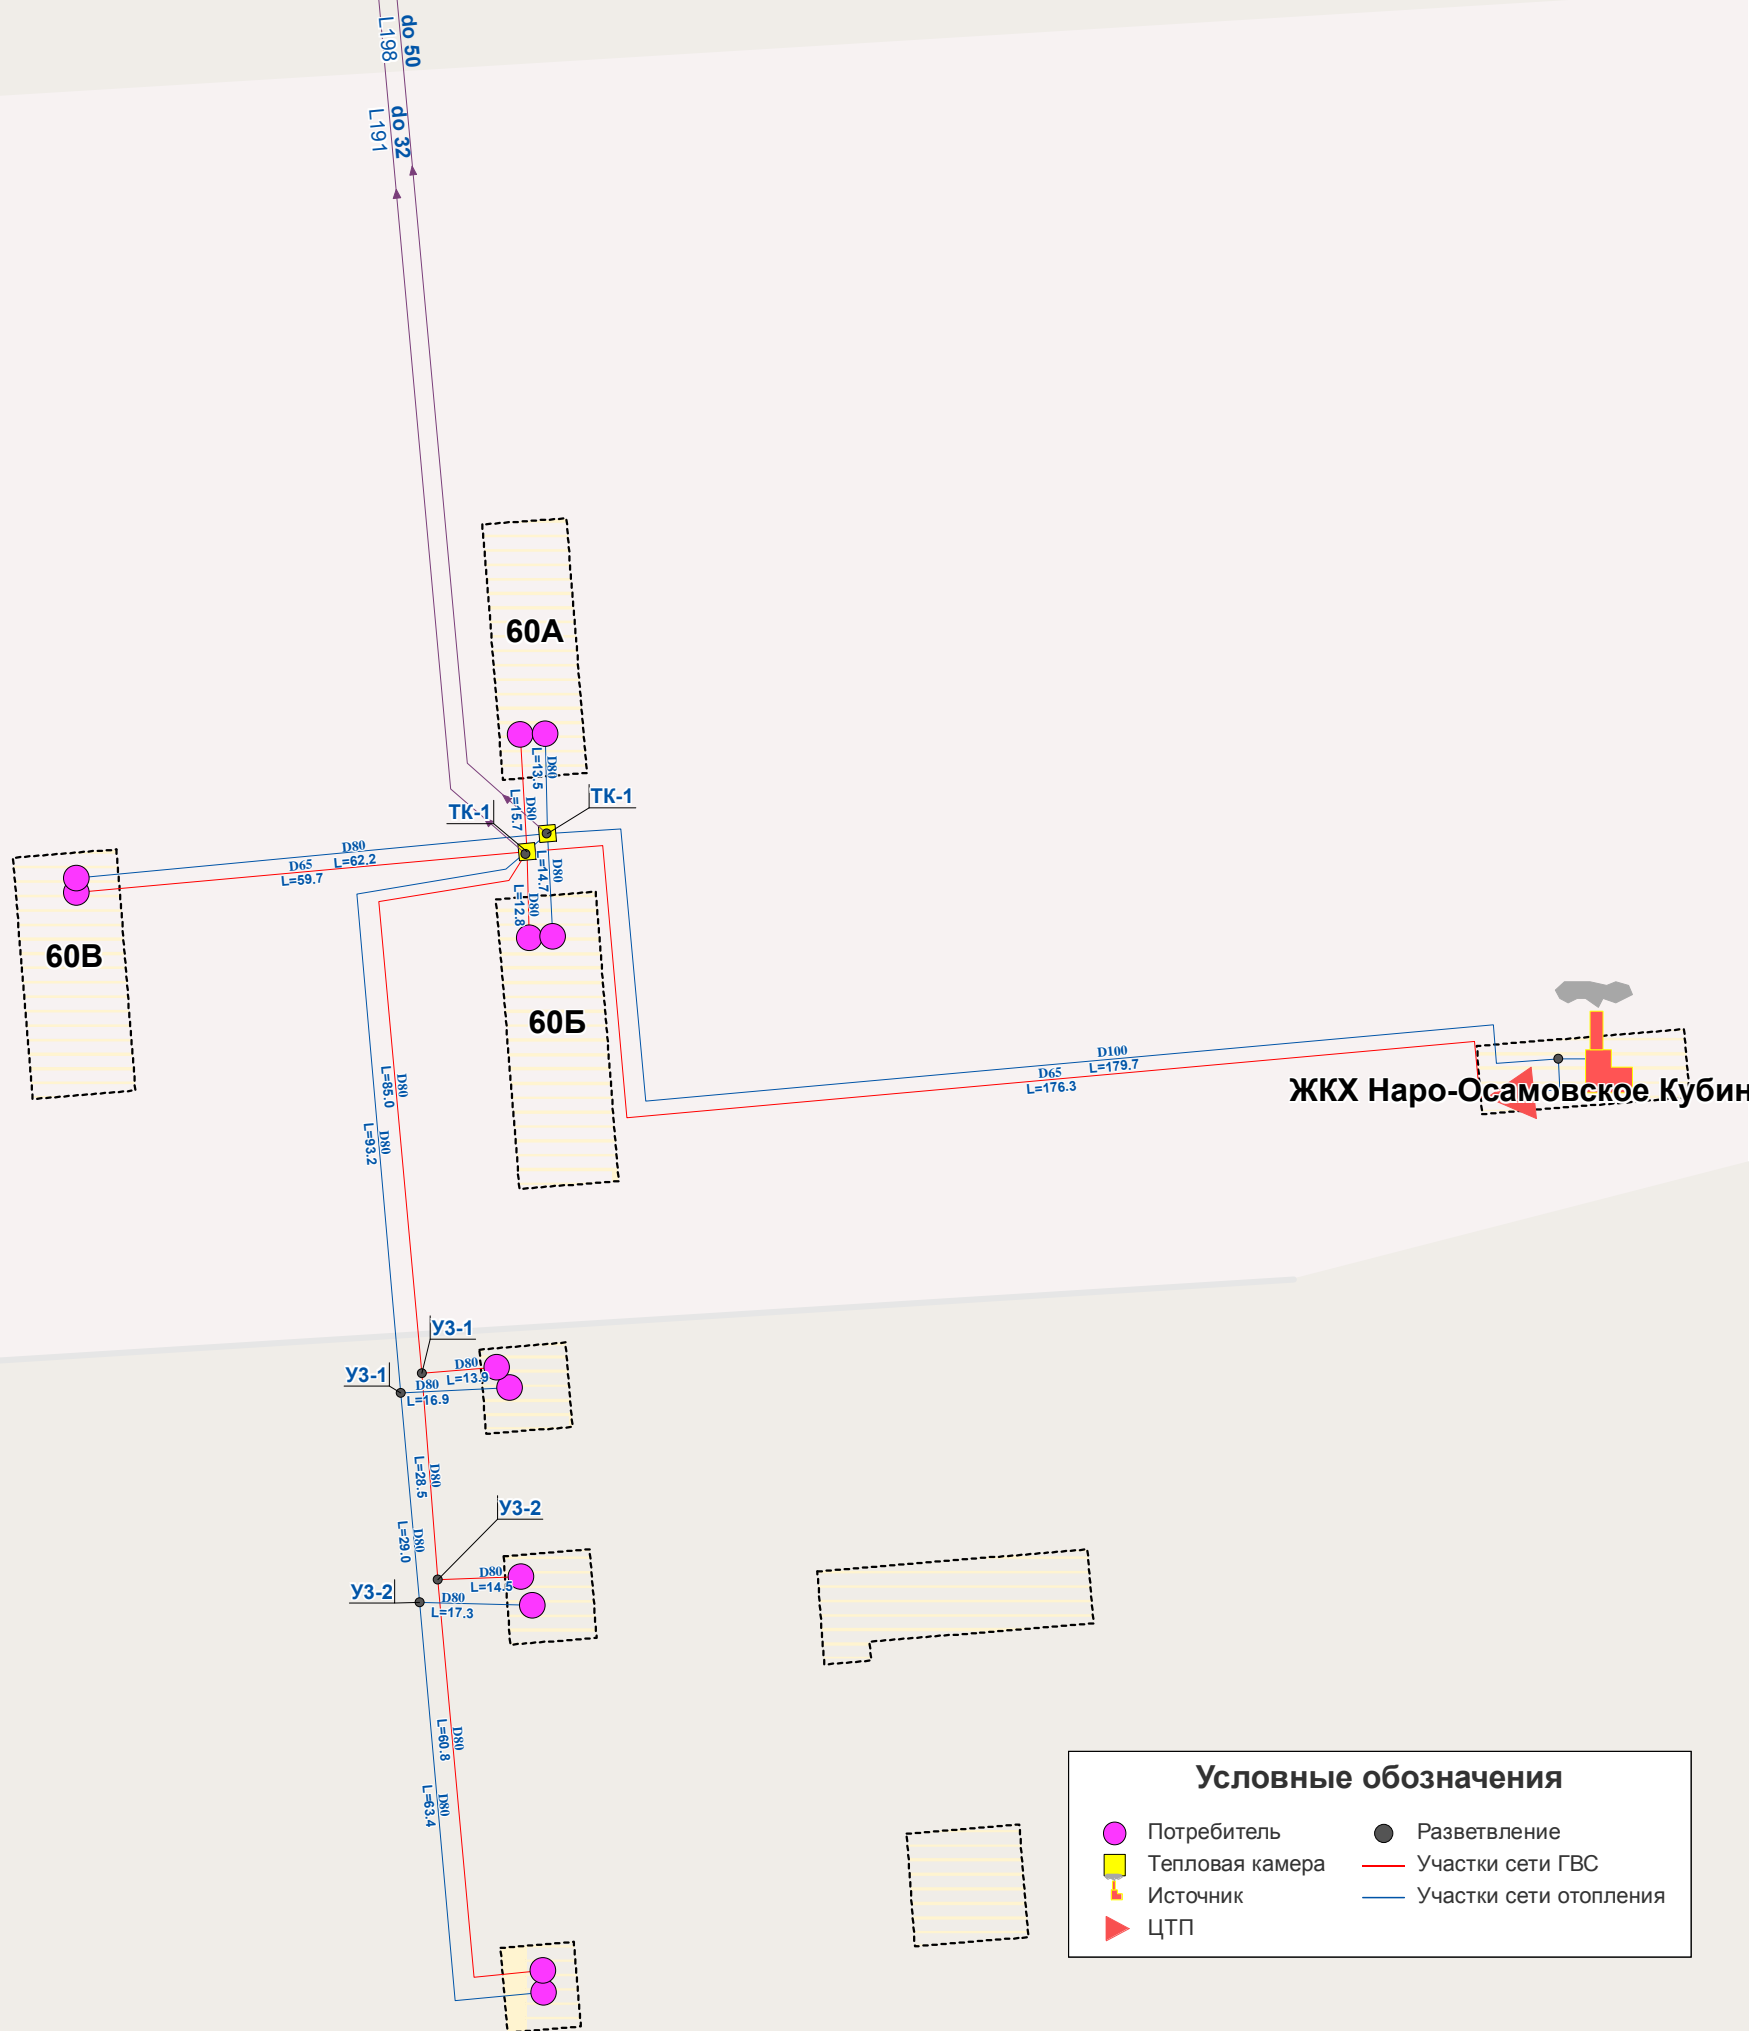 do 50
L198
do 32
L191
60А
D80
L=13.5
D80
L=15.7
ТК-1
ТК-1
D80
L=62.2
D65
L=59.7
D80
L=14.7
D80
L=12.8
60В
60Б
D100
L=179.7
D65
L=176.3
ЖКХ Наро-Осамовское Кубин
D80
L=85.0
D80
L=93.2
УЗ-1
УЗ-1
D80
L=13.9
D80
L=16.9
D80
L=28.5
УЗ-2
D80
L=29.0
D80
L=14.5
УЗ-2
D80
L=17.3
D80
L=60.8
D80
L=63.4
Условные обозначения
Потребитель
Разветвление
Тепловая камера
Участки сети ГВС
Источник
Участки сети отопления
ЦТП